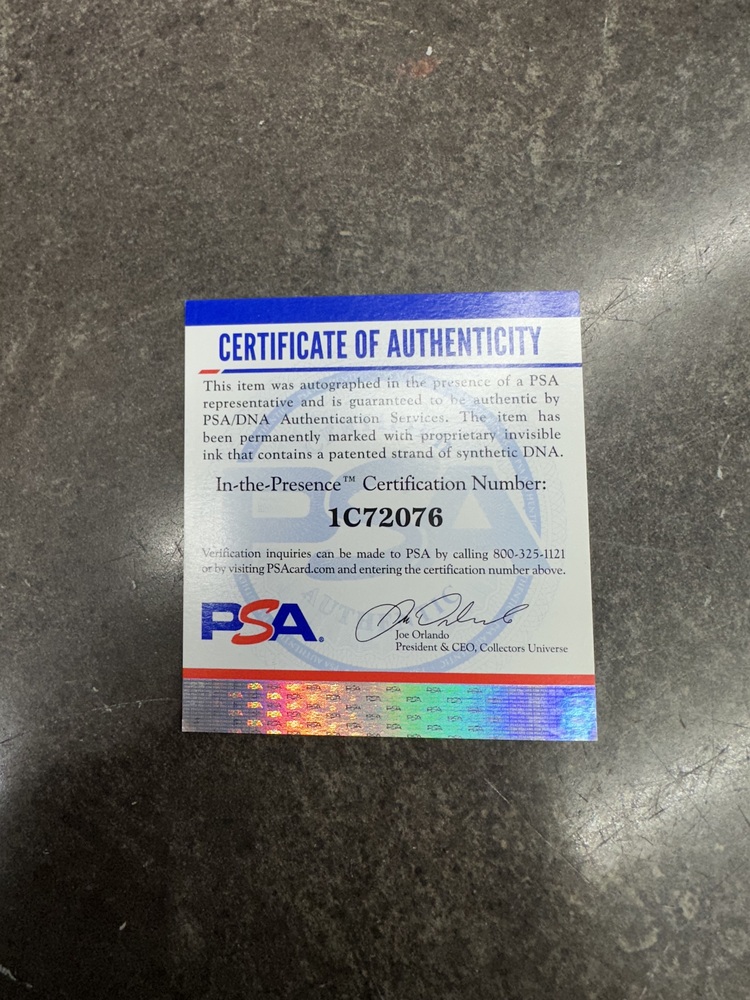 CERTIFICATE OF AUTHENTICITY
This item was autographed in the presence of a PSA
representative and is guaranteed to be authentic by
PSA/DNA Authentication Services. The item has
been permanently marked with proprietary invisible
ink that contains a patented strand of synthetic DNA.
In-the-Presence™ Certification Number:
1C72076
Verification inquiries can be made to PSA by calling 800-325-1121
or by visiting PSAcard.com and entering the certification number above.
PSA®
Joe Orlando
President & CEO, Collectors Universe